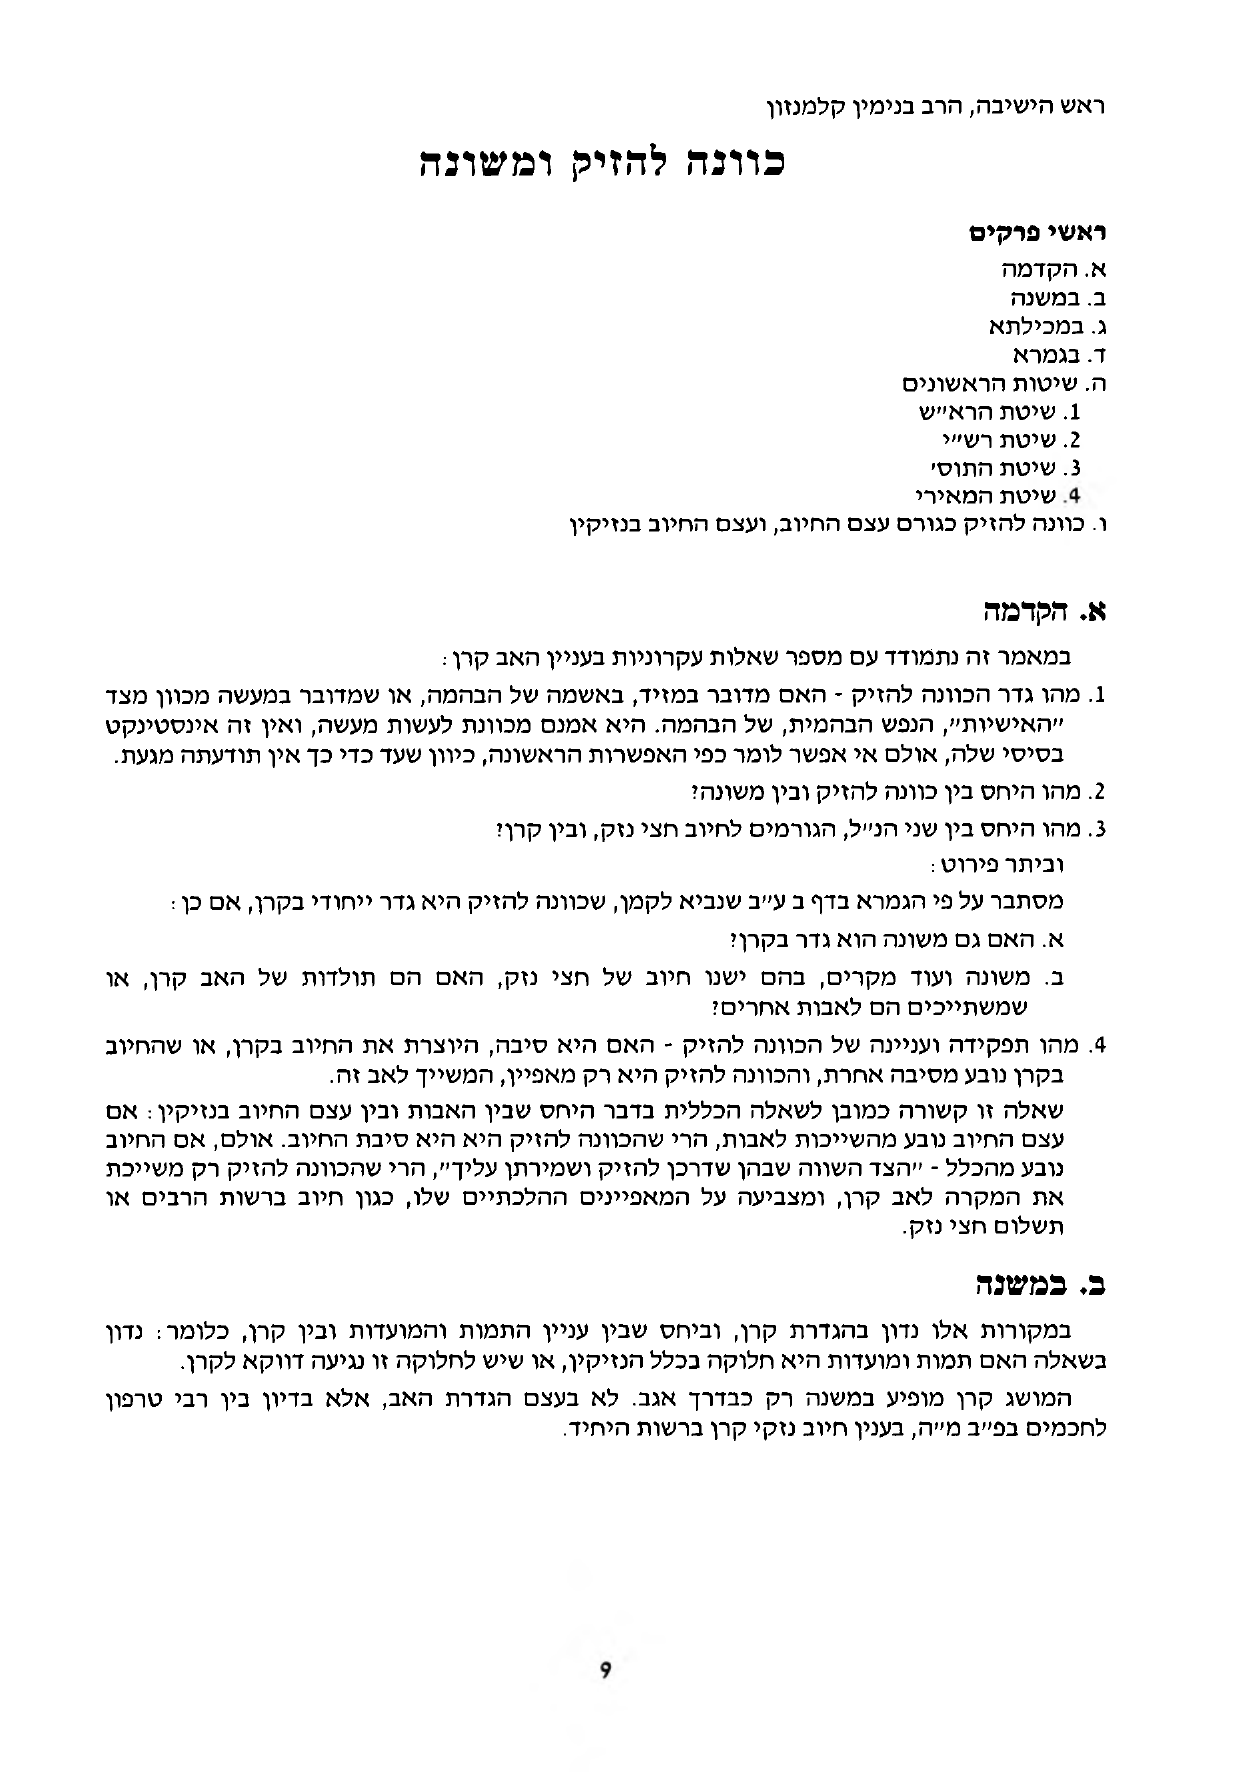 ראש הישיבה, הרב בנימין קלמנזון
כוונה להזיק ומשונה
ראשי פרקים
א. הקדמה
ב. במשנה
ג. במכילתא
ד. בגמרא
ה. שיטות הראשונים
1. שיטת הרא״ש
2. שיטת רש״י
3. שיטת התוס׳
4. שיטת המאירי
ו. כוונה להזיק כגורם עצם החיוב, ועצם החיוב בנזיקין
א. הקדמה
במאמר זה נתמודד עם מספר שאלות עקרוניות בעניין האב קרן:
1. מהו גדר הכוונה להזיק - האם מדובר במזיד, באשמה של הבהמה, או שמדובר במעשה מכוון מצד
״האישיות״, הנפש הבהמית, של הבהמה. היא אמנם מכוונת לעשות מעשה, ואין זה אינסטינקט
בסיסי שלה, אולם אי אפשר לומר כפי האפשרות הראשונה, כיוון שעד כדי כך אין תודעתה מגעת.
2. מהו היחס בין כוונה להזיק ובין משונה?
3. מהו היחס בין שני הנ״ל, הגורמים לחיוב חצי נזק, ובין קרן?
וביתר פירוט:
מסתבר על פי הגמרא בדף ב ע״ב שנביא לקמן, שכוונה להזיק היא גדר ייחודי בקרן, אם כן:
א. האם גם משונה הוא גדר בקרן?
ב. משונה ועוד מקרים, בהם ישנו חיוב של חצי נזק, האם הם תולדות של האב קרן, או
שמשתייכים הם לאבות אחרים?
4. מהו תפקידה ועניינה של הכוונה להזיק - האם היא סיבה, היוצרת את החיוב בקרן, או שהחיוב
בקרן נובע מסיבה אחרת, והכוונה להזיק היא רק מאפיין, המשייך לאב זה.
שאלה זו קשורה כמובן לשאלה הכללית בדבר היחס שבין האבות ובין עצם החיוב בנזיקין: אם
עצם החיוב נובע מהשייכות לאבות, הרי שהכוונה להזיק היא היא סיבת החיוב. אולם, אם החיוב
נובע מהכלל - ״הצד השווה שבהן שדרכן להזיק ושמירתן עליך״, הרי שהכוונה להזיק רק משייכת
את המקרה לאב קרן, ומצביעה על המאפיינים ההלכתיים שלו, כגון חיוב ברשות הרבים או
תשלום חצי נזק.
ב. במשנה
במקורות אלו נדון בהגדרת קרן, וביחס שבין עניין התמות והמועדות ובין קרן, כלומר: נדון
בשאלה האם תמות ומועדות היא חלוקה בכלל הנזיקין, או שיש לחלוקה זו נגיעה דווקא לקרן.
המושג קרן מופיע במשנה רק כבדרך אגב. לא בעצם הגדרת האב, אלא בדיון בין רבי טרפון
לחכמים בפ״ב מ״ה, בענין חיוב נזקי קרן ברשות היחיד.
9